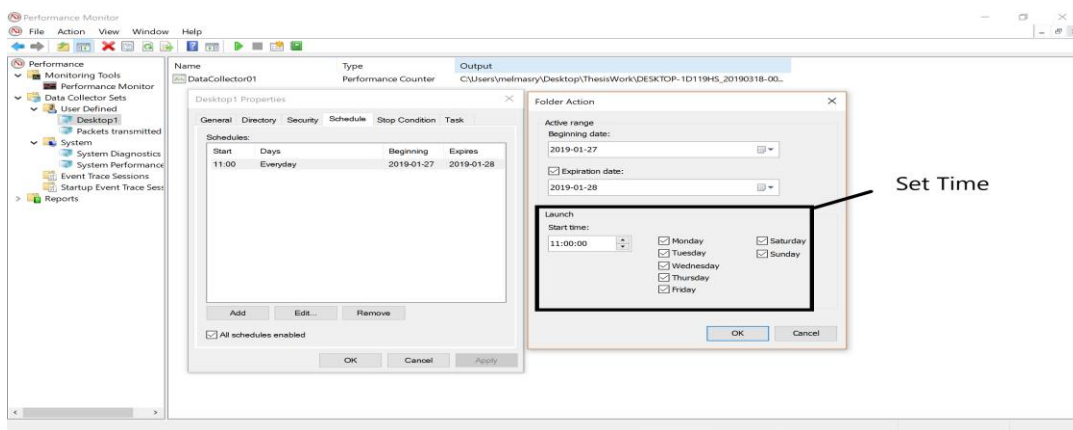 Performance Monitor
File Action View Window Help
Performance
Monitoring Tools
Performance Monitor
Data Collector Sets
User Defined
Desktop1
Packets transmitted
System
System Diagnostics
System Performance
Event Trace Sessions
Startup Event Trace Sess
Reports
Name Type Output
DataCollector01 Performance Counter C:\Users\melmasry\Desktop\ThesisWork\DESKTOP-1D119HS_20190318-00...
Desktop1 Properties
General Directory Security Schedule Stop Condition Task
Schedules:
Start Days Beginning Expires
11:00 Everyday 2019-01-27 2019-01-28
Add Edit... Remove
All schedules enabled
OK Cancel Apply
Folder Action
Active range
Beginning date:
2019-01-27
Expiration date:
2019-01-28
Launch
Start time:
11:00:00
Monday Saturday
Tuesday Sunday
Wednesday
Thursday
Friday
OK Cancel
Set Time